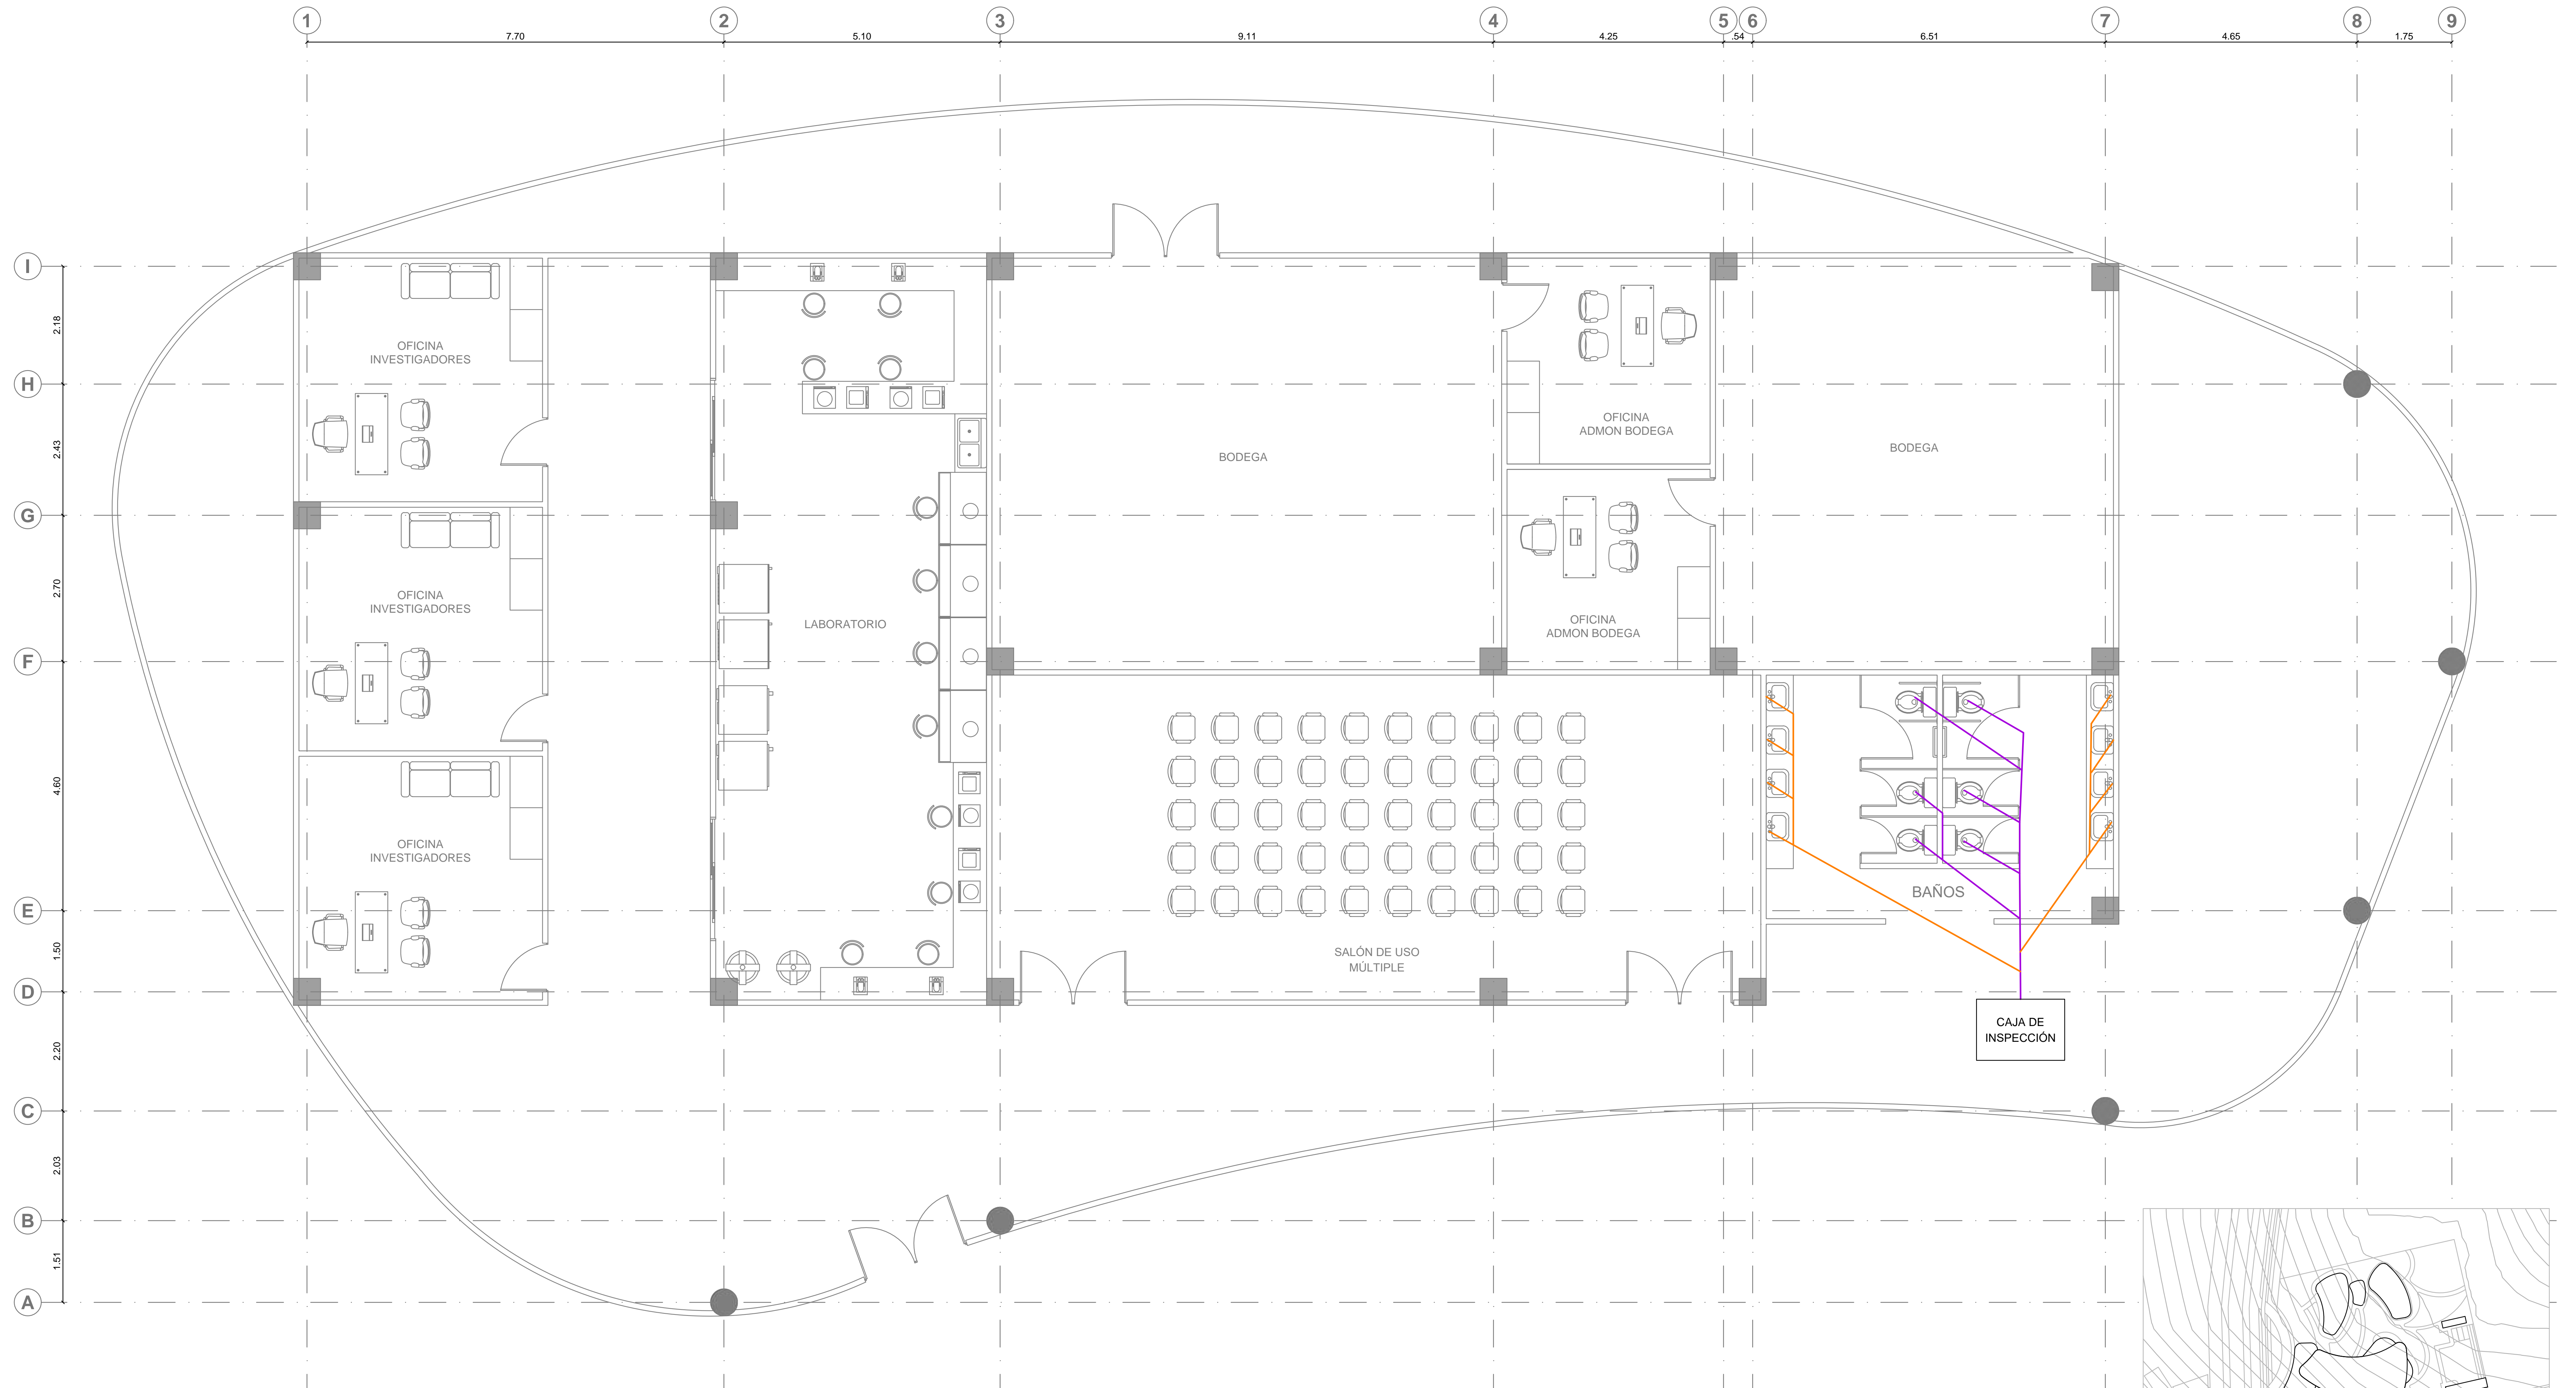 1 2 3 4 5 6 7 8 9
7.70 5.10 9.11 4.25 .54 6.51 4.65 1.75
I
2.18
H
2.43
G
2.70
F
4.60
E
1.50
D
2.20
C
2.03
B
1.51
A
OFICINA
INVESTIGADORES
OFICINA
INVESTIGADORES
OFICINA
INVESTIGADORES
LABORATORIO
BODEGA
OFICINA
ADMON BODEGA
OFICINA
ADMON BODEGA
BODEGA
SALÓN DE USO
MÚLTIPLE
BAÑOS
CAJA DE
INSPECCIÓN